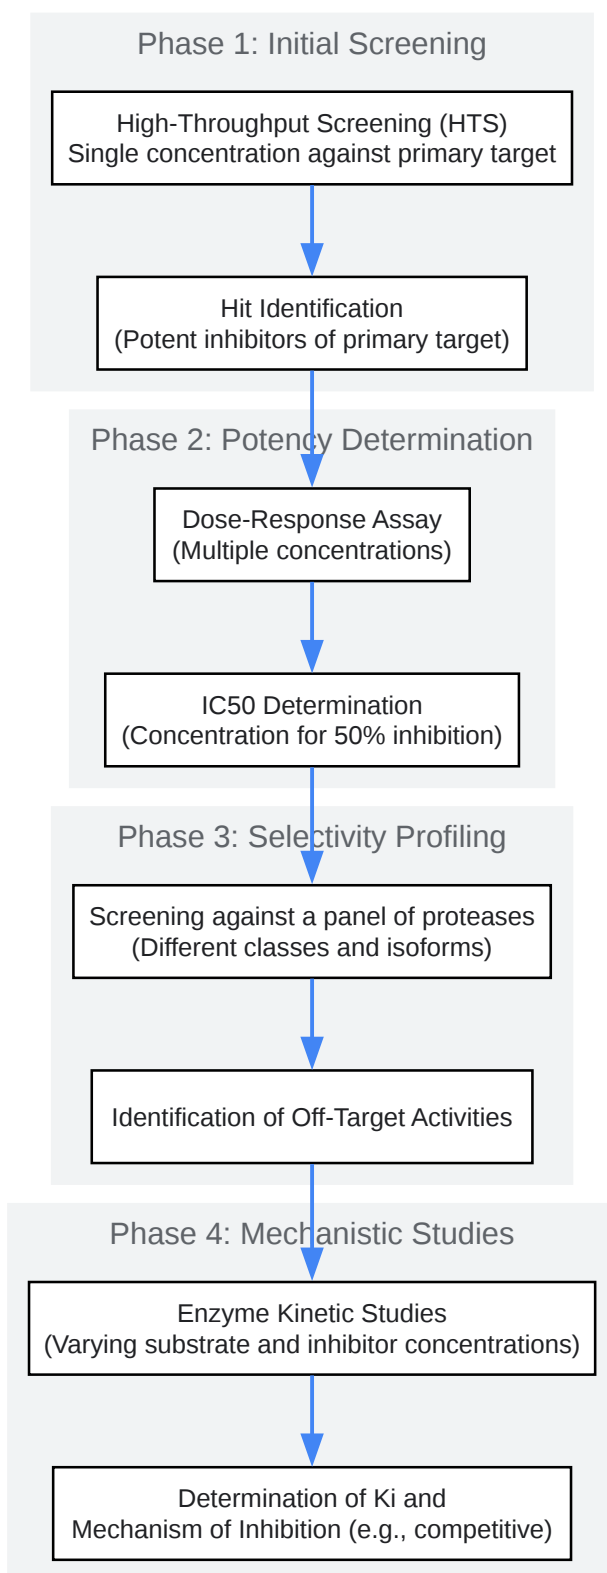 Phase 1: Initial Screening
High-Throughput Screening (HTS)
Single concentration against primary target
Hit Identification
(Potent inhibitors of primary target)
Phase 2: Potency Determination
Dose-Response Assay
(Multiple concentrations)
IC50 Determination
(Concentration for 50% inhibition)
Phase 3: Selectivity Profiling
Screening against a panel of proteases
(Different classes and isoforms)
Identification of Off-Target Activities
Phase 4: Mechanistic Studies
Enzyme Kinetic Studies
(Varying substrate and inhibitor concentrations)
Determination of Ki and
Mechanism of Inhibition (e.g., competitive)